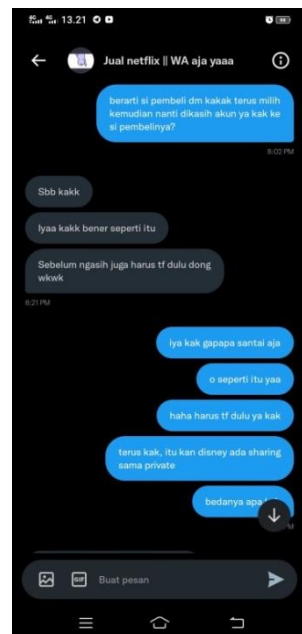 13.21
Jual netflix || WA aja yaaa
berarti si pembeli dm kakak terus milih
kemudian nanti dikasih akun ya kak ke
si pembelinya?
8:02 PM
Sbb kakk
Iyaa kakk bener seperti itu
Sebelum ngasih juga harus tf dulu dong
wkwk
8:21 PM
iya kak gapapa santai aja
o seperti itu yaa
haha harus tf dulu ya kak
terus kak, itu kan disney ada sharing
sama private
bedanya apa
GIF
Buat pesan